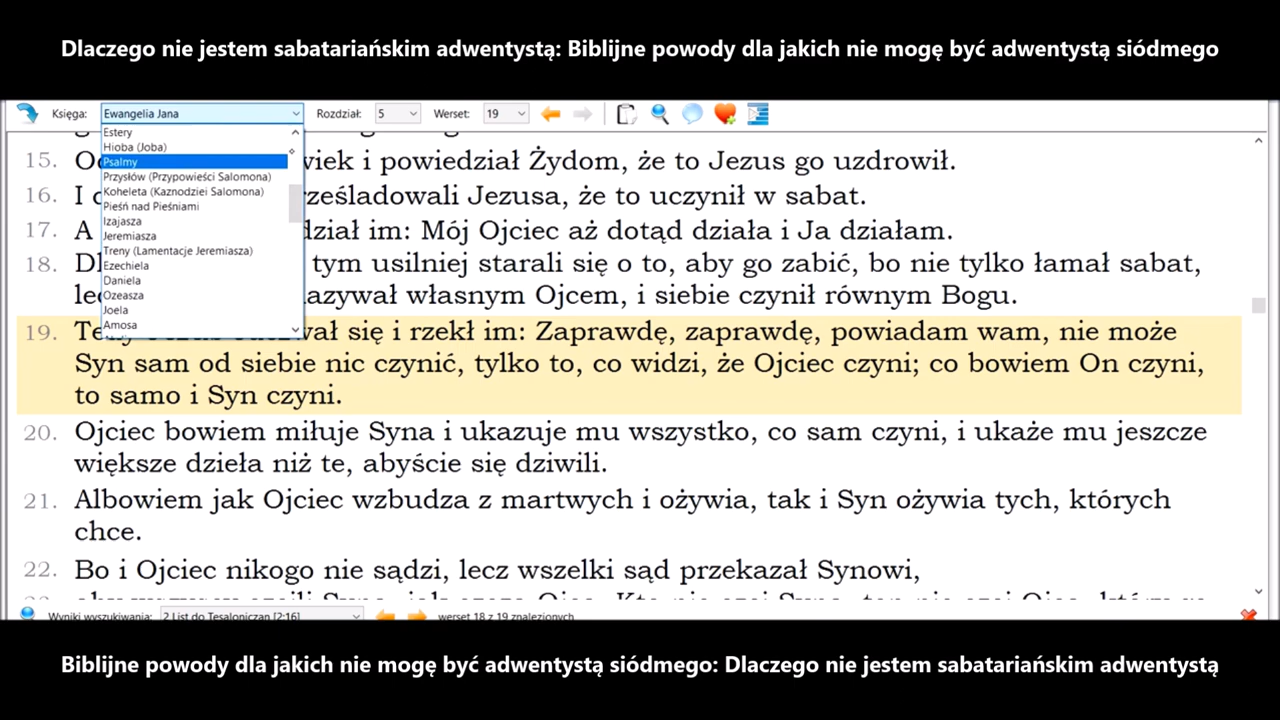 Dlaczego nie jestem sabatariańskim adwentystą: Biblijne powody dla jakich nie mogę być adwentystą siódmego
Księga: Ewangelia Jana Rozdział: 5 Werset: 19
Estery
Hioba (Joba)
Psalmy
Przysłów (Przypowieści Salomona)
Koheleta (Kaznodziei Salomona)
Pieśń nad Pieśniami
Izajasza
Jeremiasza
Treny (Lamentacje Jeremiasza)
Ezechiela
Daniela
Ozeasza
Joela
Amosa
15. i powiedział Żydom, że to Jezus go uzdrowił.
16. I Jezusa, że to uczynił w sabat.
17. A im: Mój Ojciec aż dotąd działa i Ja działam.
18. tym usilniej starali się o to, aby go zabić, bo nie tylko łamał sabat,
własnym Ojcem, i siebie czynił równym Bogu.
19. się i rzekł im: Zaprawdę, zaprawdę, powiadam wam, nie może
Syn sam od siebie nic czynić, tylko to, co widzi, że Ojciec czyni; co bowiem On czyni,
to samo i Syn czyni.
20. Ojciec bowiem miłuje Syna i ukazuje mu wszystko, co sam czyni, i ukaże mu jeszcze
większe dzieła niż te, abyście się dziwili.
21. Albowiem jak Ojciec wzbudza z martwych i ożywia, tak i Syn ożywia tych, których
chce.
22. Bo i Ojciec nikogo nie sądzi, lecz wszelki sąd przekazał Synowi,
Wyniki wyszukiwania: 2 List do Tesaloniczan [2:16] werset 18 z 19 znalezionych
Biblijne powody dla jakich nie mogę być adwentystą siódmego: Dlaczego nie jestem sabatariańskim adwentystą